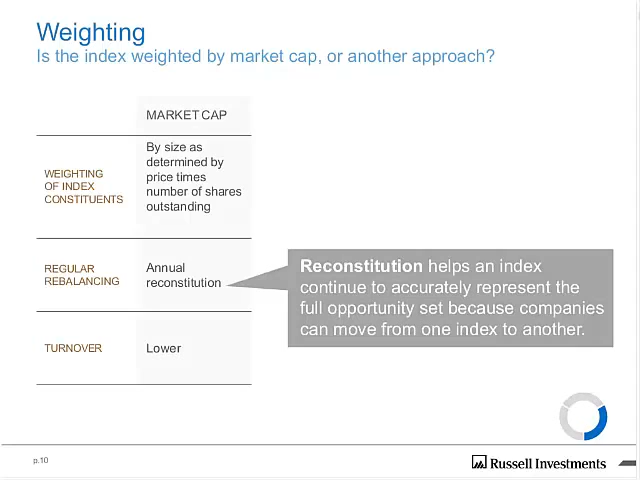 Weighting
Is the index weighted by market cap, or another approach?
MARKET CAP
WEIGHTING
OF INDEX
CONSTITUENTS
By size as
determined by
price times
number of shares
outstanding
REGULAR
REBALANCING
Annual
reconstitution
Reconstitution helps an index
continue to accurately represent the
full opportunity set because companies
can move from one index to another.
TURNOVER
Lower
p.10
Russell Investments